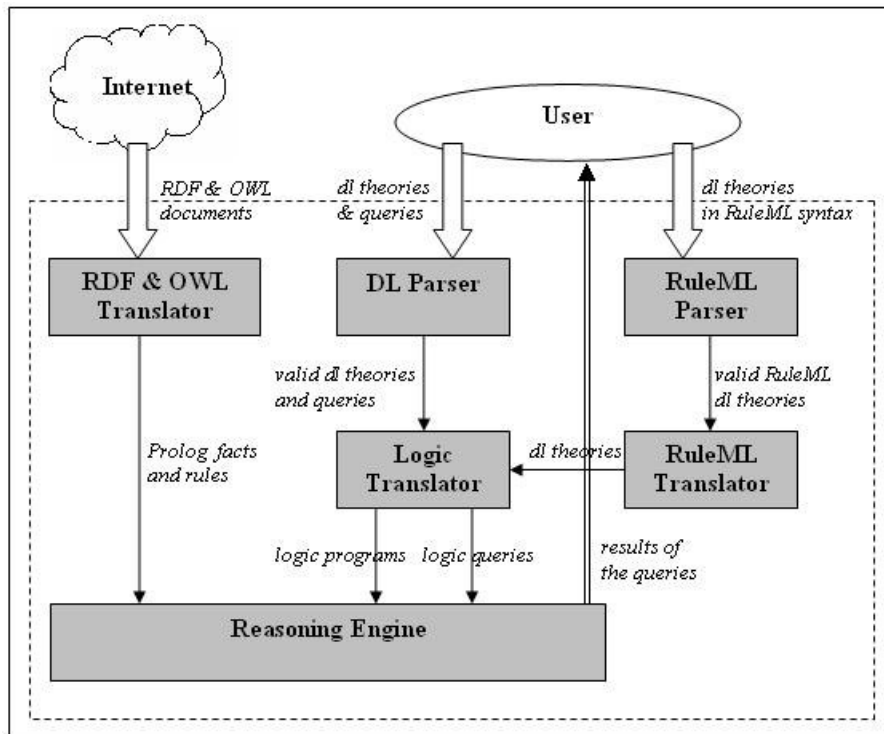 Internet
User
RDF & OWL
documents
dl theories
& queries
dl theories
in RuleML syntax
RDF & OWL
Translator
DL Parser
RuleML
Parser
valid dl theories
and queries
valid RuleML
dl theories
Prolog facts
and rules
Logic
Translator
dl theories
RuleML
Translator
logic programs
logic queries
results of
the queries
Reasoning Engine